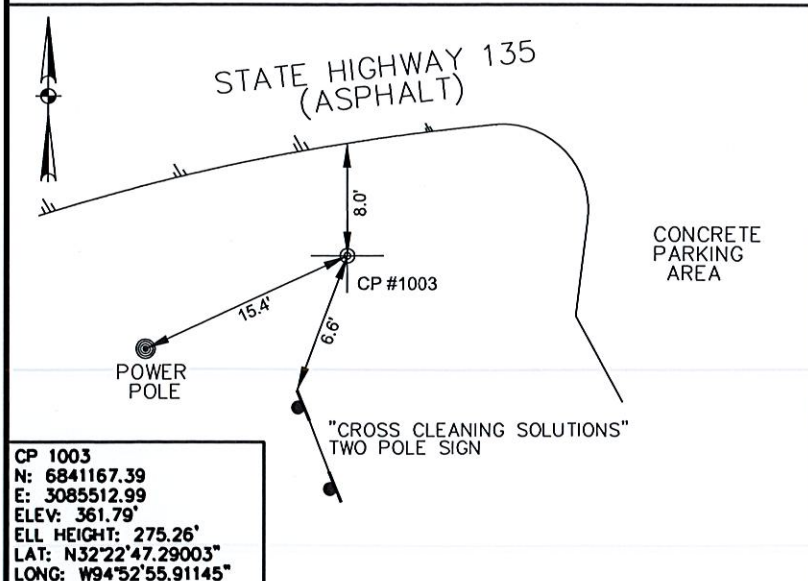 STATE HIGHWAY 135
(ASPHALT)
8.0'
CONCRETE
PARKING
AREA
CP #1003
15.4'
6.6'
POWER
POLE
"CROSS CLEANING SOLUTIONS"
TWO POLE SIGN
CP 1003
N: 6841167.39
E: 3085512.99
ELEV: 361.79'
ELL HEIGHT: 275.26'
LAT: N32°22'47.29003"
LONG: W94°52'55.91145"